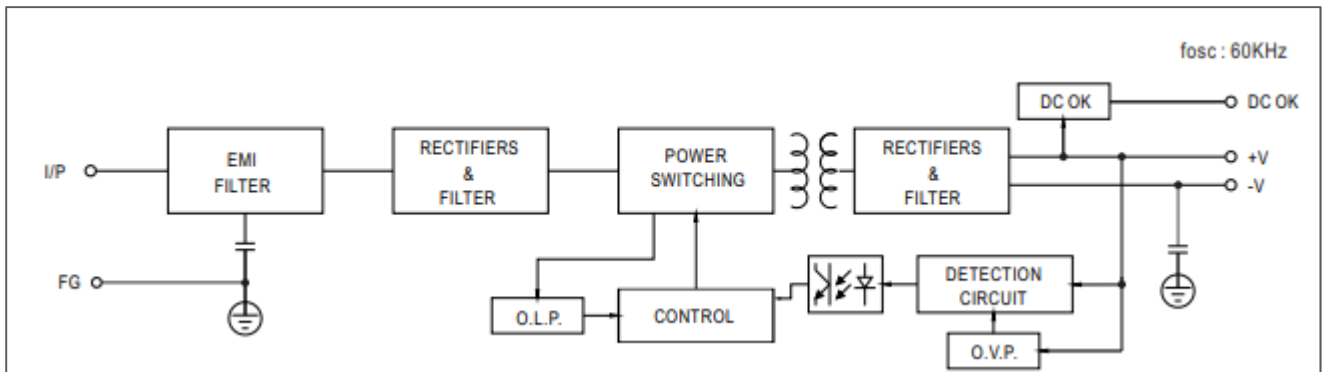 fosc : 60KHz
DC OK
DC OK
I/P
EMI
FILTER
RECTIFIERS
&
FILTER
POWER
SWITCHING
RECTIFIERS
&
FILTER
+V
-V
FG
O.L.P.
CONTROL
DETECTION
CIRCUIT
O.V.P.